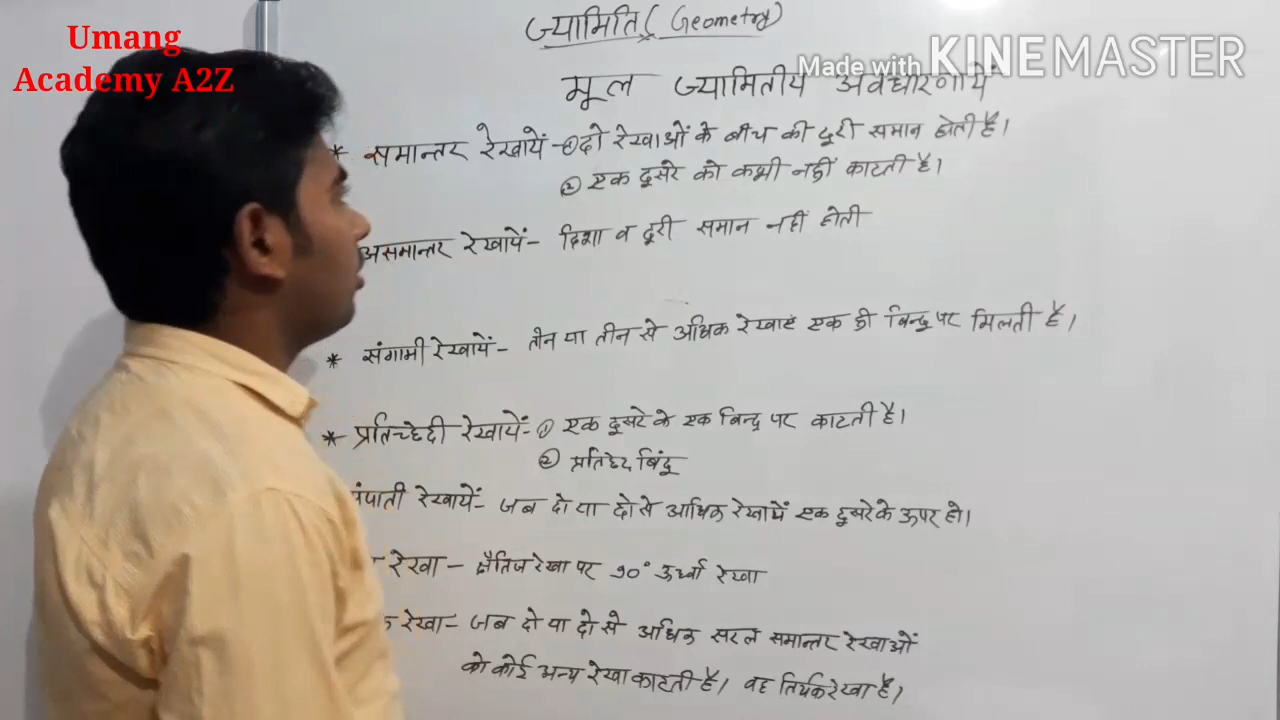 Umang
Academy A2Z
Made with KINEMASTER
ज्यामिति ( Geometry )
मूल ज्यामितीय अवधारणायें
* समान्तर रेखायें - ① दो रेखाओं के बीच की दूरी समान होती है।
② एक दूसरे को कभी नहीं काटती है।
असमान्तर रेखायें - दिशा व दूरी समान नहीं होती
* संगामी रेखायें - तीन या तीन से अधिक रेखाएं एक ही बिन्दु पर मिलती है।
* प्रतिच्छेदी रेखायें - ① एक दूसरे के एक बिन्दु पर काटती है।
② प्रतिछेद बिंदू
संपाती रेखायें - जब दो या दो से अधिक रेखायें एक दूसरे के ऊपर हो।
रेखा - क्षैतिज रेखा पर 90° ऊर्ध्वा रेखा
क रेखा - जब दो या दो से अधिक सरल समान्तर रेखाओं
को कोई अन्य रेखा काटती है। वह तिर्यक रेखा है।